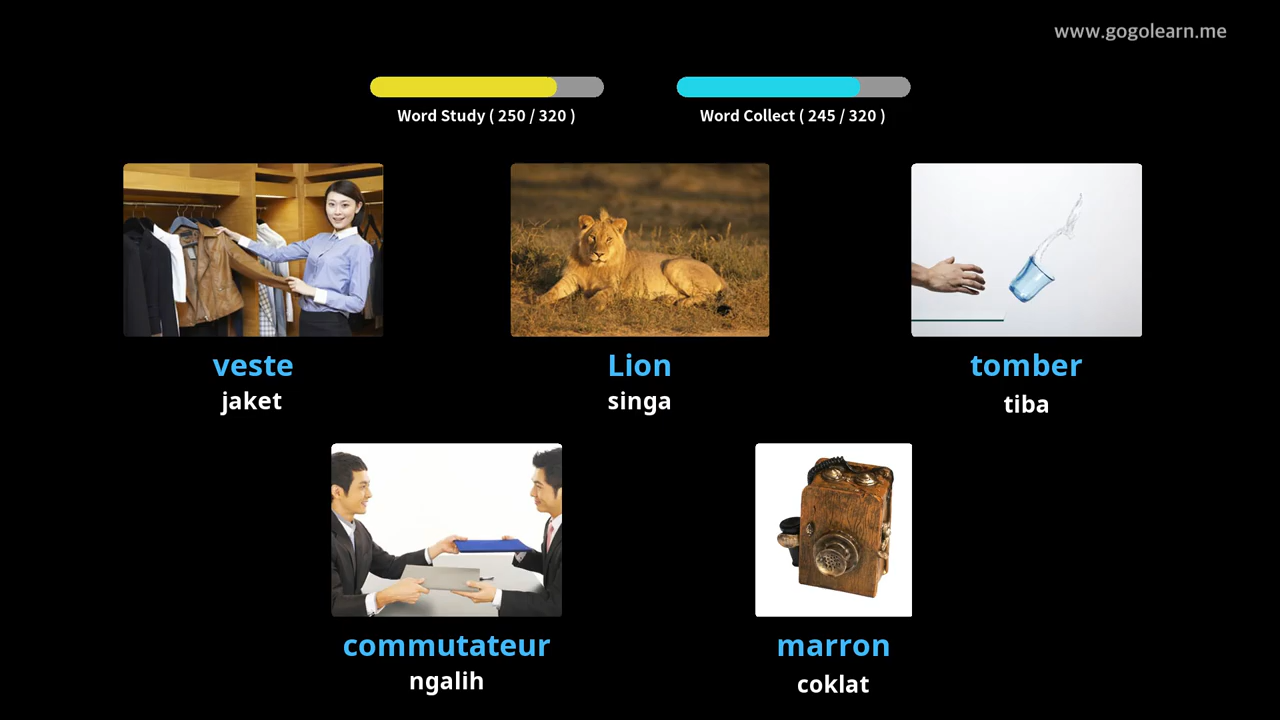 www.gogolearn.me
Word Study ( 250 / 320 )
Word Collect ( 245 / 320 )
veste
jaket
Lion
singa
tomber
tiba
commutateur
ngalih
marron
coklat